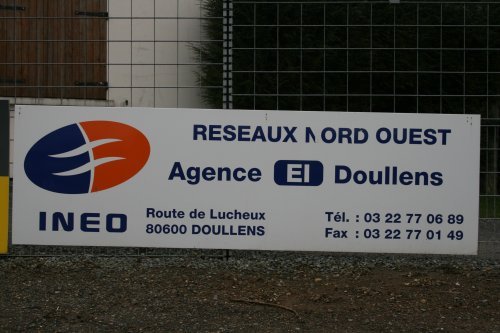 RESEAUX NORD OUEST
Agence EI Doullens
INEO
Route de Lucheux
80600 DOULLENS
Tél. : 03 22 77 06 89
Fax : 03 22 77 01 49